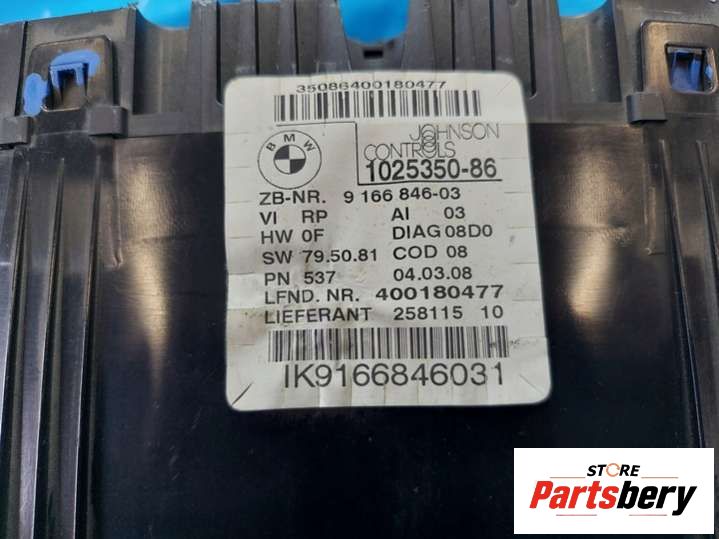 35086400180477
BMW
JOHNSON
CONTROLS
1025350-86
ZB-NR. 9 166 846-03
VI RP AI 03
HW 0F DIAG 08D0
SW 79.50.81 COD 08
PN 537 04.03.08
LFND. NR. 400180477
LIEFERANT 258115 10
IK9166846031
STORE
Partsbery